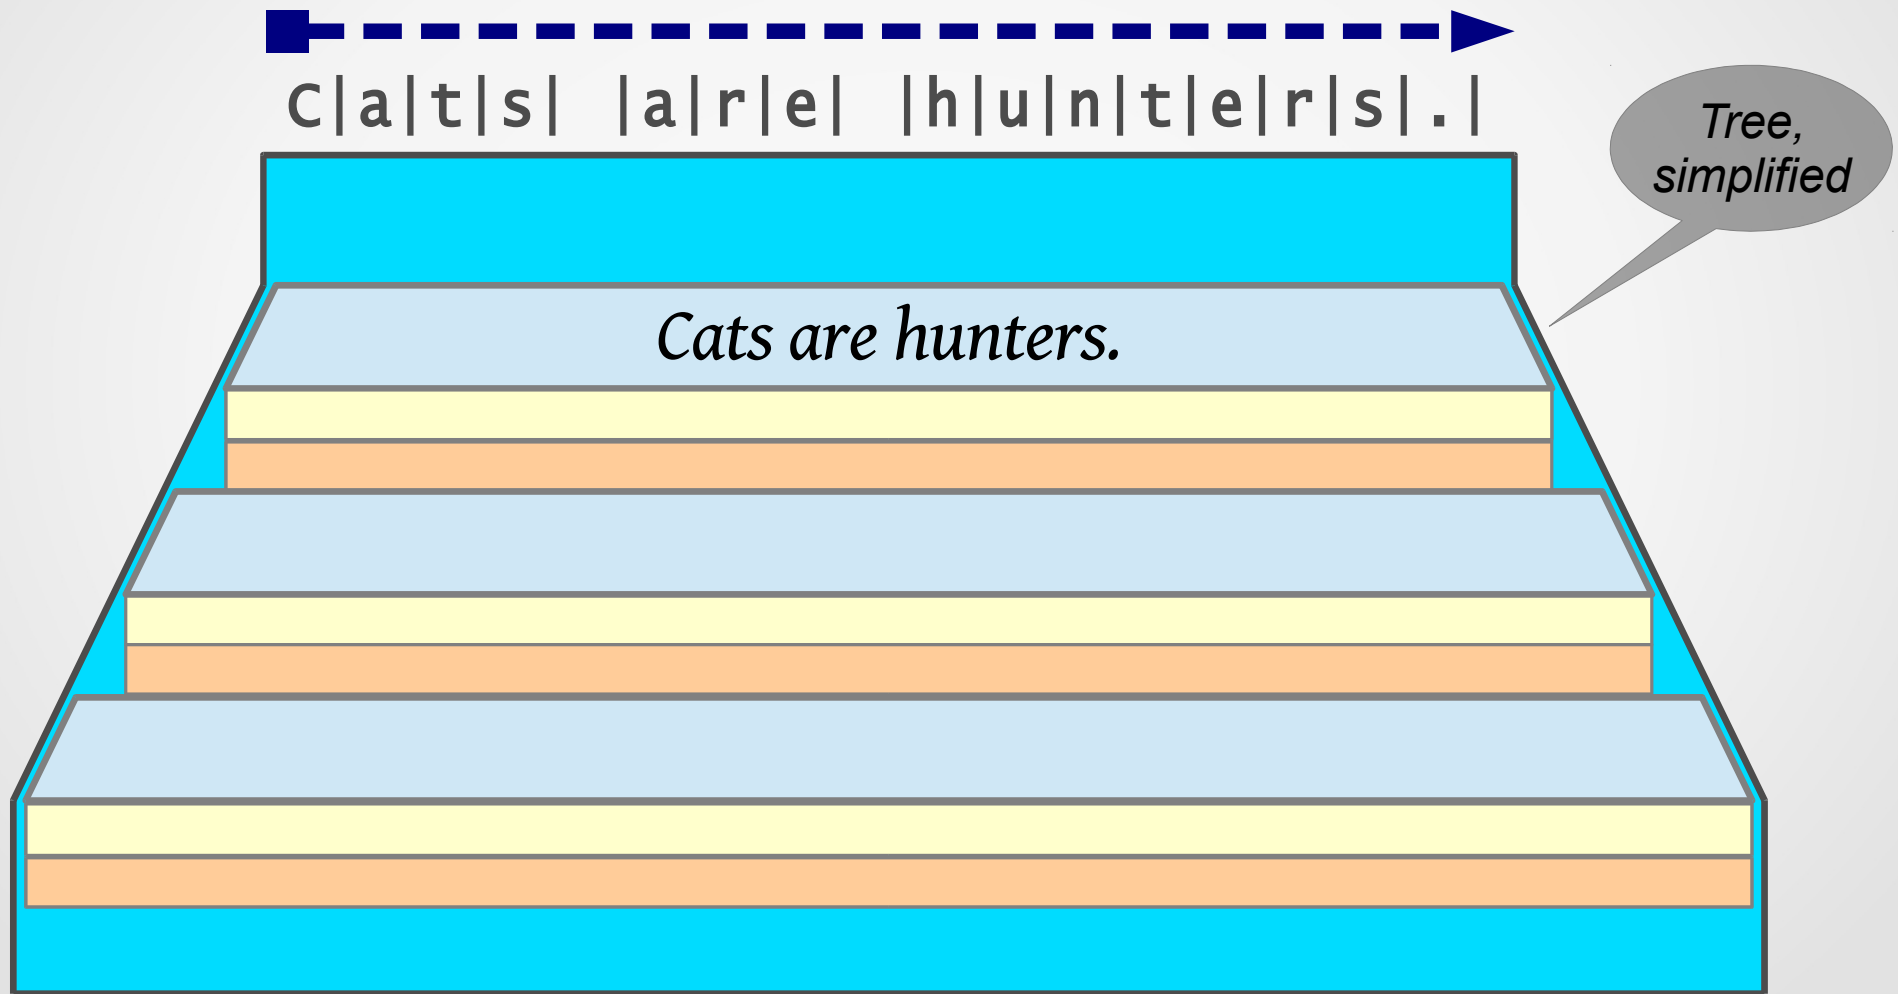 C|a|t|s| |a|r|e| |h|u|n|t|e|r|s|.|
Tree,
simplified
Cats are hunters.